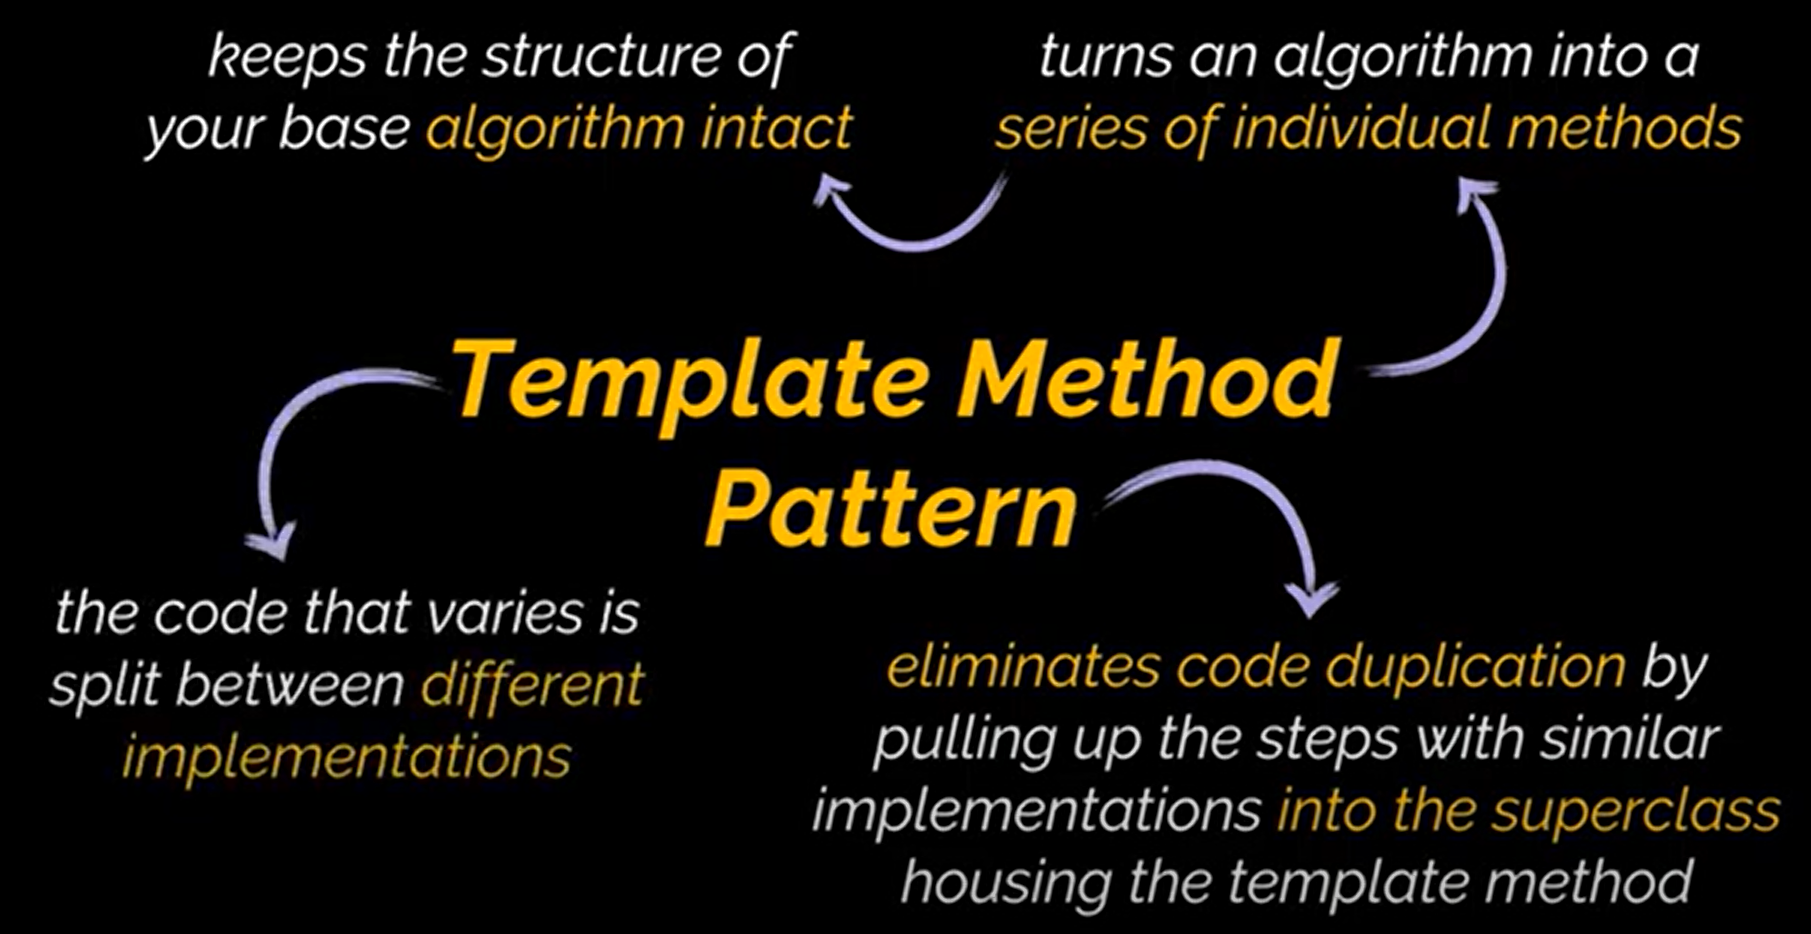 keeps the structure of
your base algorithm intact
turns an algorithm into a
series of individual methods
Template Method
Pattern
the code that varies is
split between different
implementations
eliminates code duplication by
pulling up the steps with similar
implementations into the superclass
housing the template method